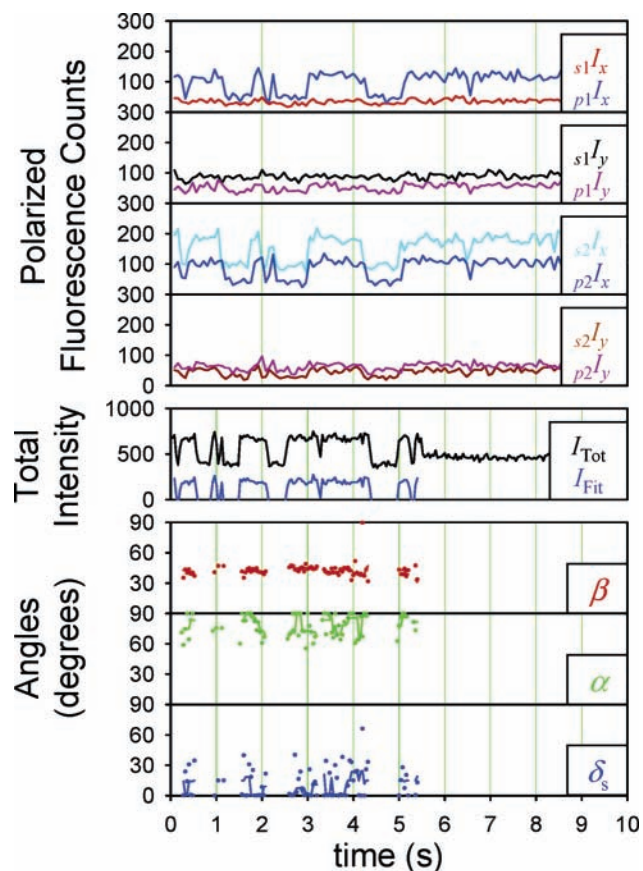 Polarized
Fluorescence Counts
300
200
100
300
200
100
300
200
100
300
200
100
0
s1Ix
p1Ix
s1Iy
p1Iy
s2Ix
p2Ix
s2Iy
p2Iy
Total
Intensity
1000
500
0
ITot
IFit
Angles
(degrees)
90
60
30
90
60
30
90
60
30
0
β
α
δs
0 1 2 3 4 5 6 7 8 9 10
time (s)